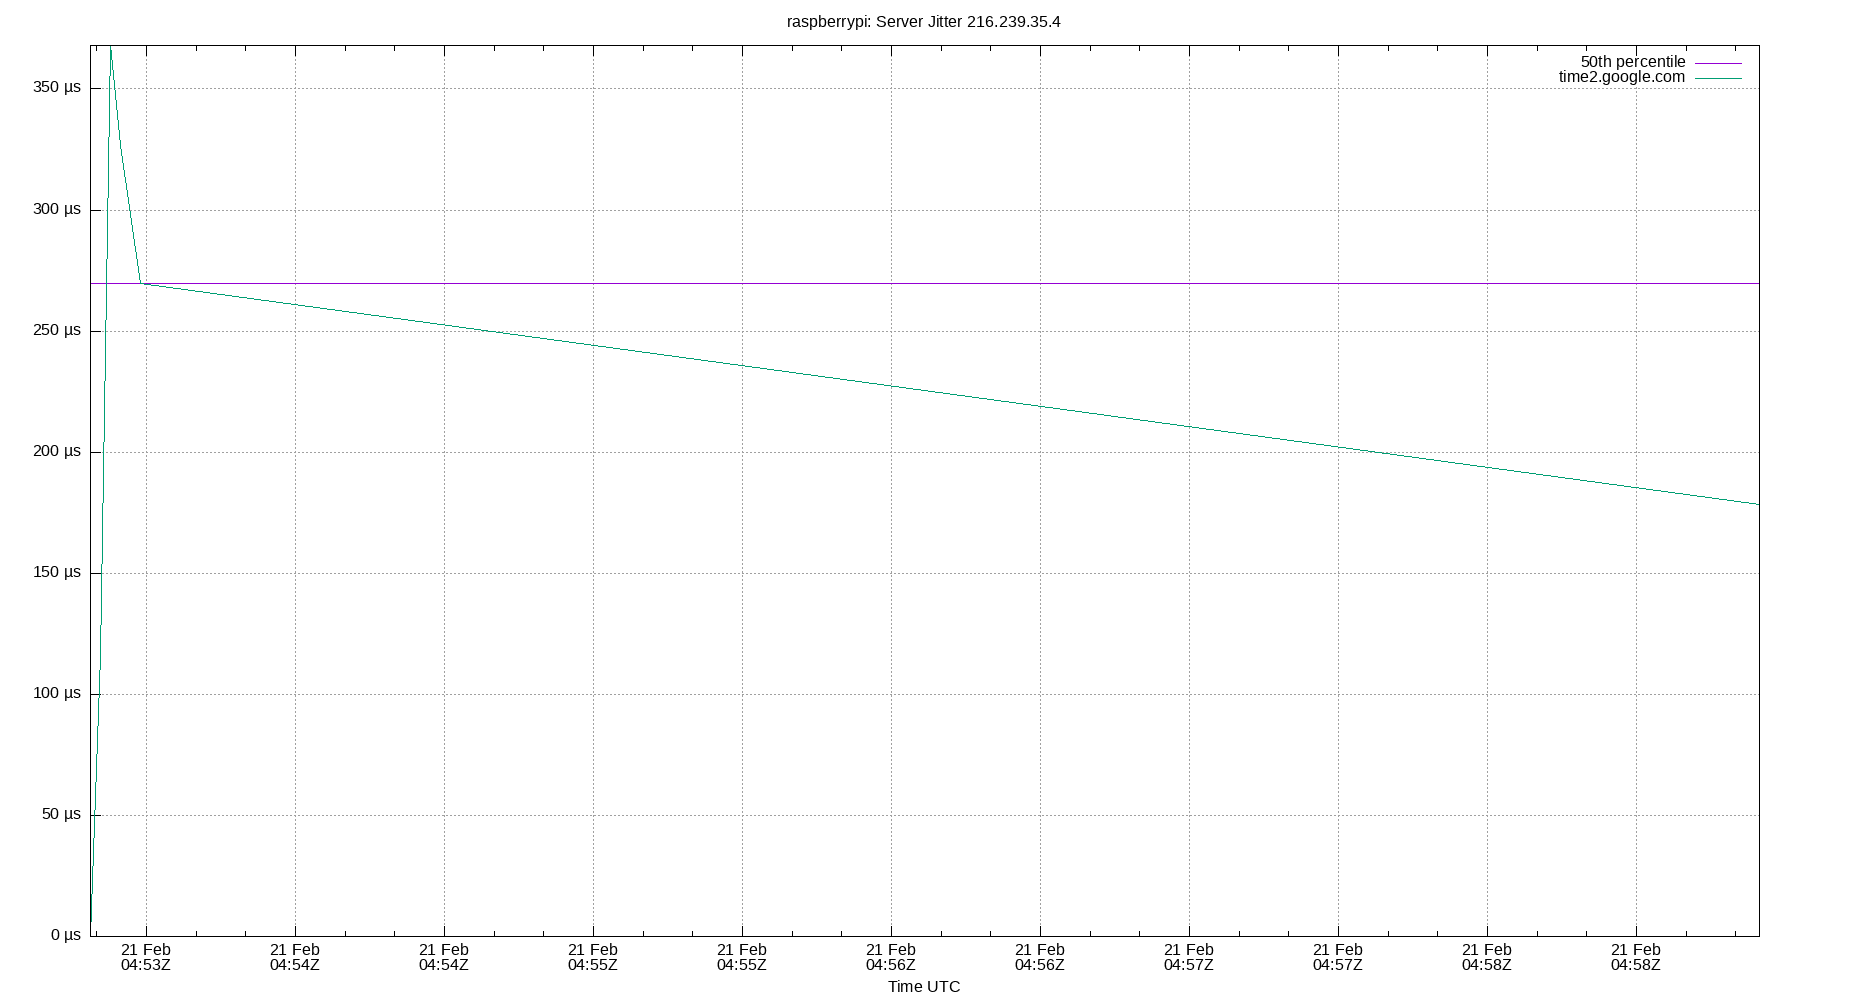 raspberrypi: Server Jitter 216.239.35.4
50th percentile
time2.google.com
350 µs
300 µs
250 µs
200 µs
150 µs
100 µs
50 µs
0 µs
21 Feb 21 Feb 21 Feb 21 Feb 21 Feb 21 Feb 21 Feb 21 Feb 21 Feb 21 Feb 21 Feb
04:53Z 04:54Z 04:54Z 04:55Z 04:55Z 04:56Z 04:56Z 04:57Z 04:57Z 04:58Z 04:58Z
Time UTC